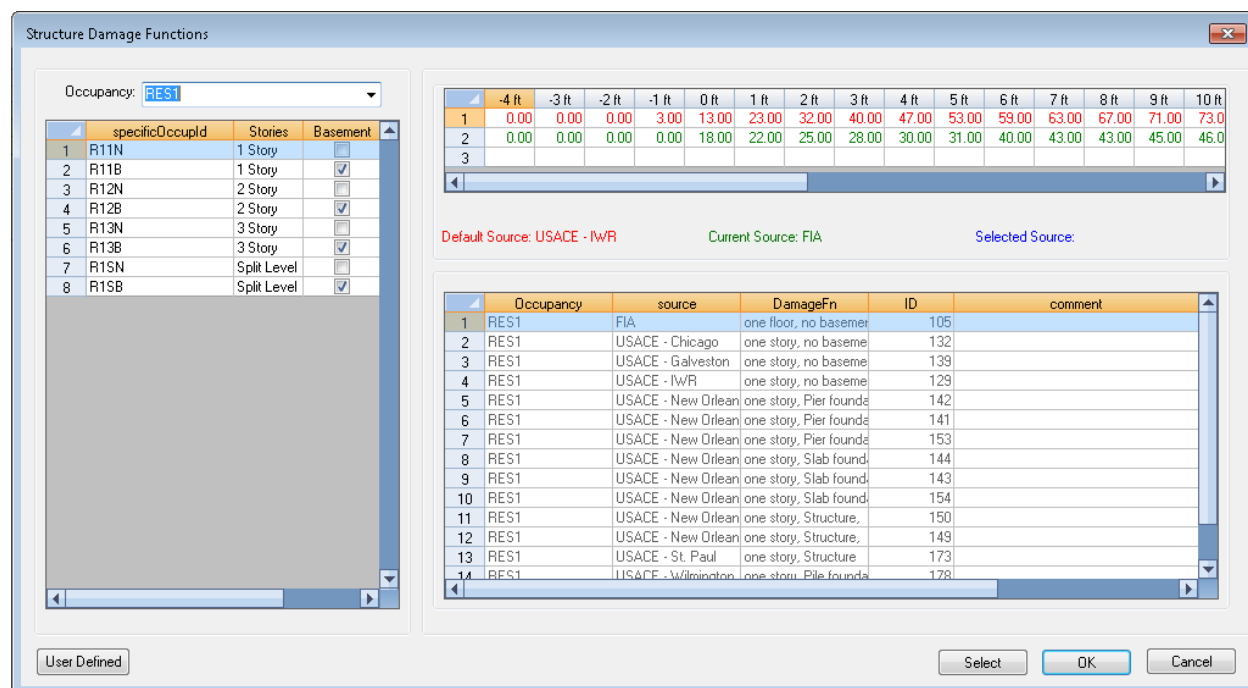 Structure Damage Functions
Occupancy: RES1
specificOccupId Stories Basement
1 R11N 1 Story
2 R11B 1 Story
3 R12N 2 Story
4 R12B 2 Story
5 R13N 3 Story
6 R13B 3 Story
7 R1SN Split Level
8 R1SB Split Level
-4 ft -3 ft -2 ft -1 ft 0 ft 1 ft 2 ft 3 ft 4 ft 5 ft 6 ft 7 ft 8 ft 9 ft 10 ft
1 0.00 0.00 0.00 3.00 13.00 23.00 32.00 40.00 47.00 53.00 59.00 63.00 67.00 71.00 73.0
2 0.00 0.00 0.00 0.00 18.00 22.00 25.00 28.00 30.00 31.00 40.00 43.00 43.00 45.00 46.0
3
Default Source: USACE - IWR Current Source: FIA Selected Source:
Occupancy source DamageFn ID comment
1 RES1 FIA one floor, no basemer 105
2 RES1 USACE - Chicago one story, no baseme 132
3 RES1 USACE - Galveston one story, no baseme 139
4 RES1 USACE - IWR one story, no baseme 129
5 RES1 USACE - New Orlean one story, Pier founda 142
6 RES1 USACE - New Orlean one story, Pier founda 141
7 RES1 USACE - New Orlean one story, Pier founda 153
8 RES1 USACE - New Orlean one story, Slab found 144
9 RES1 USACE - New Orlean one story, Slab found 143
10 RES1 USACE - New Orlean one story, Slab found 154
11 RES1 USACE - New Orlean one story, Structure, 150
12 RES1 USACE - New Orlean one story, Structure, 149
13 RES1 USACE - St. Paul one story, Structure 173
14 RES1 USACE - Wilmington one story, Pile founda 178
User Defined Select OK Cancel